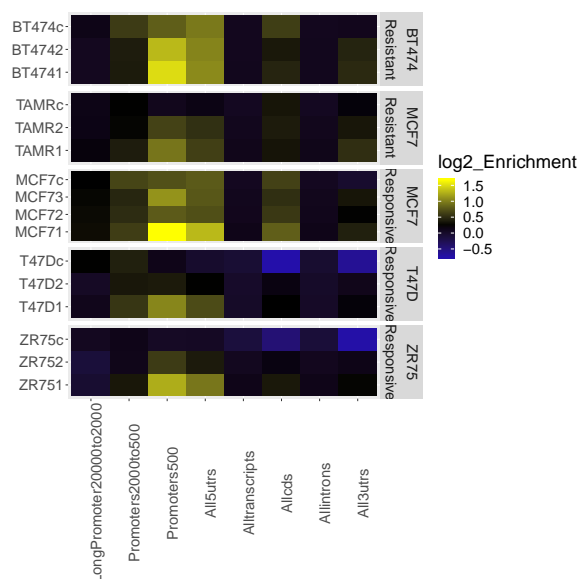 BT474c
BT4742
BT4741
BT474
Resistant
TAMRc
TAMR2
TAMR1
MCF7
Resistant
MCF7c
MCF73
MCF72
MCF71
MCF7
Responsive
T47Dc
T47D2
T47D1
T47D
Responsive
ZR75c
ZR752
ZR751
ZR75
Responsive
LongPromoter20000to2000
Promoters2000to500
Promoters500
All5utrs
Alltranscripts
Allcds
Allintrons
All3utrs
log2_Enrichment
1.5
1.0
0.5
0.0
−0.5